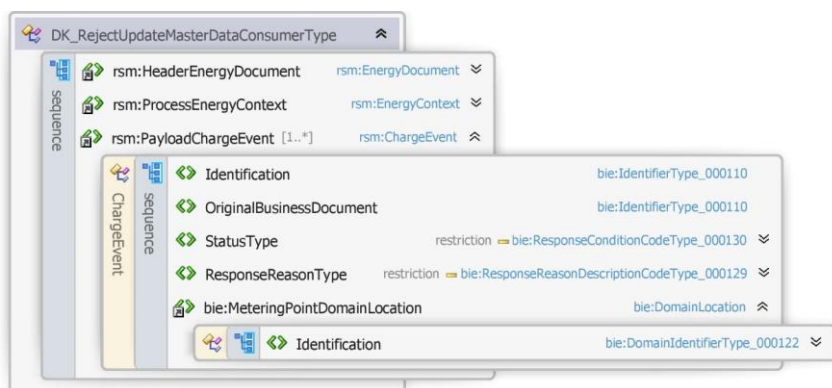 DK_RejectUpdateMasterDataConsumerType
sequence
rsm:HeaderEnergyDocument rsm:EnergyDocument
rsm:ProcessEnergyContext rsm:EnergyContext
rsm:PayloadChargeEvent [1..*] rsm:ChargeEvent
ChargeEvent
sequence
Identification bie:IdentifierType_000110
OriginalBusinessDocument bie:IdentifierType_000110
StatusType restriction bie:ResponseConditionCodeType_000130
ResponseReasonType restriction bie:ResponseReasonDescriptionCodeType_000129
bie:MeteringPointDomainLocation bie:DomainLocation
Identification bie:DomainIdentifierType_000122